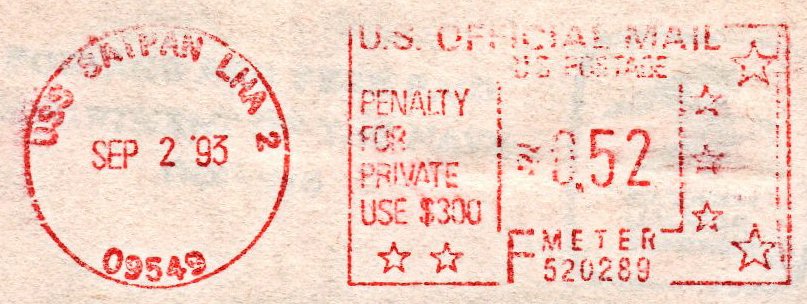 USS SAIPAN LHA 2
SEP 2 '93
09549
U.S. OFFICIAL MAIL
U.S. POSTAGE
PENALTY
FOR
PRIVATE
USE $300
0.52
F METER
520289